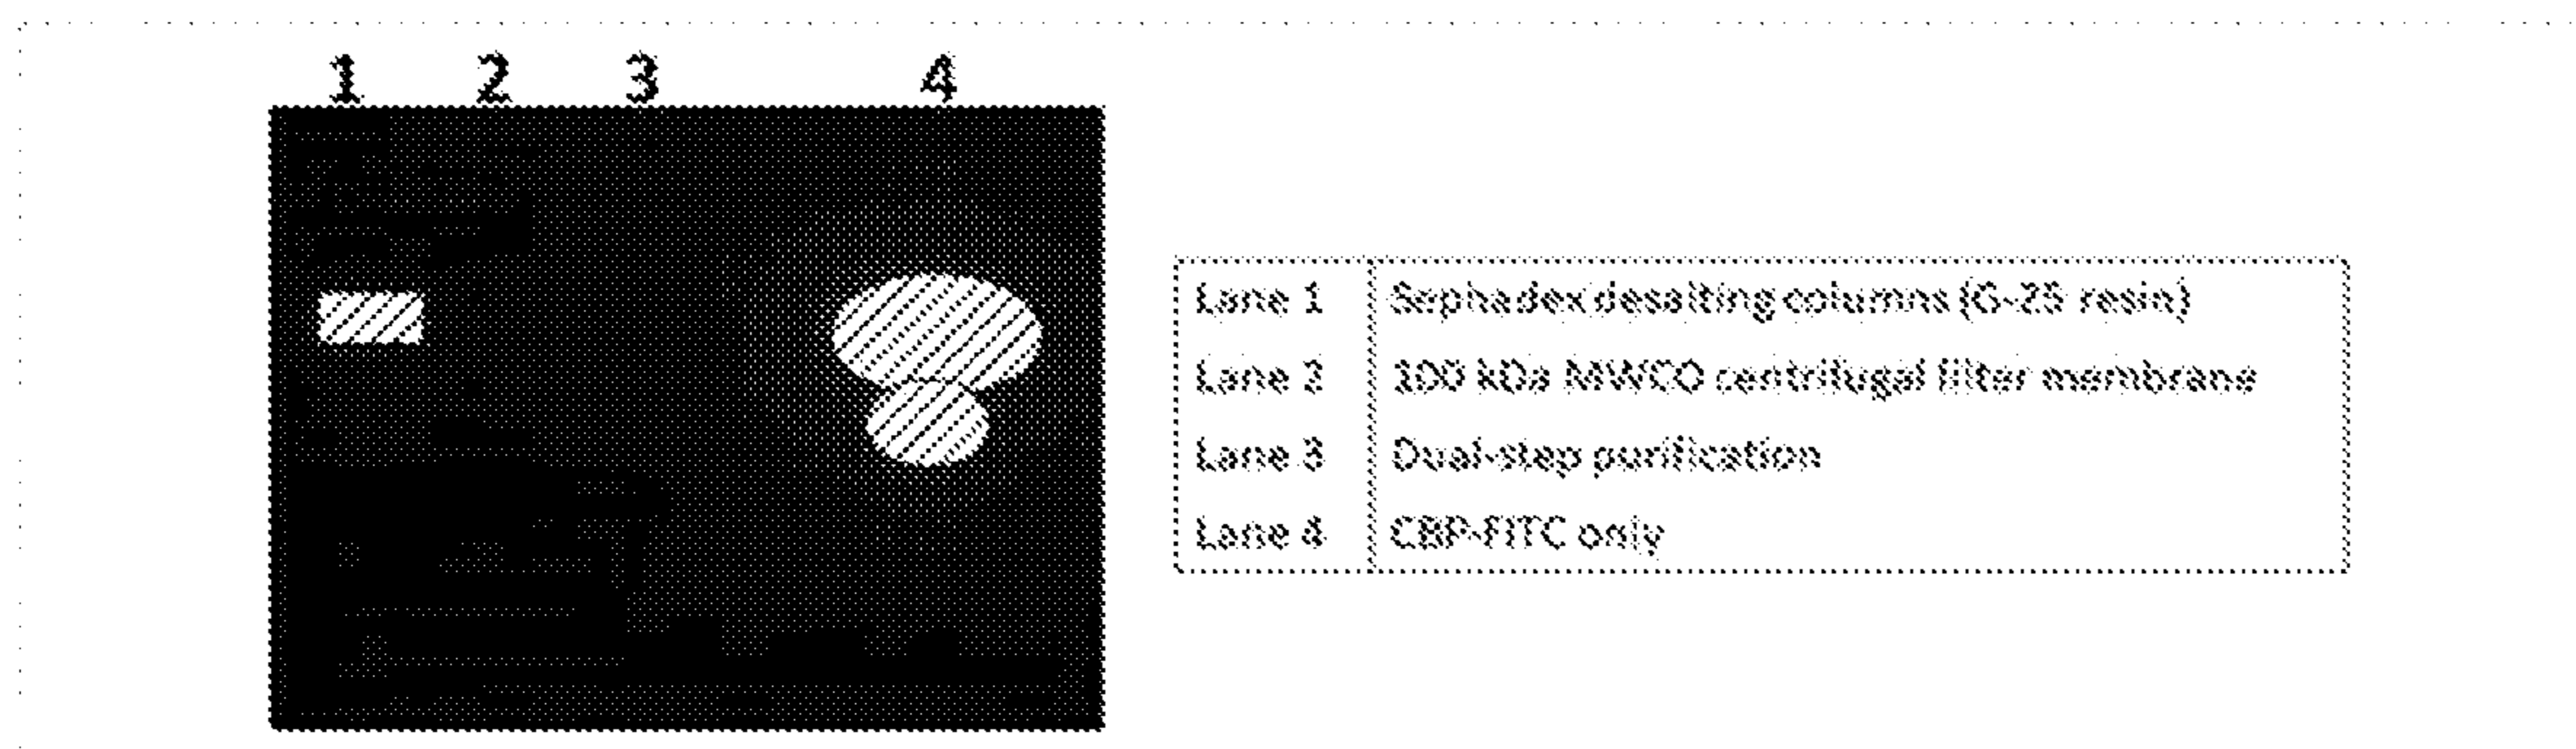 1 2 3 4
Lane 1 Sephadex desalting columns (G-25 resin)
Lane 2 100 kDa MWCO centrifugal filter membrane
Lane 3 Dual-step purification
Lane 4 CBP-FITC only